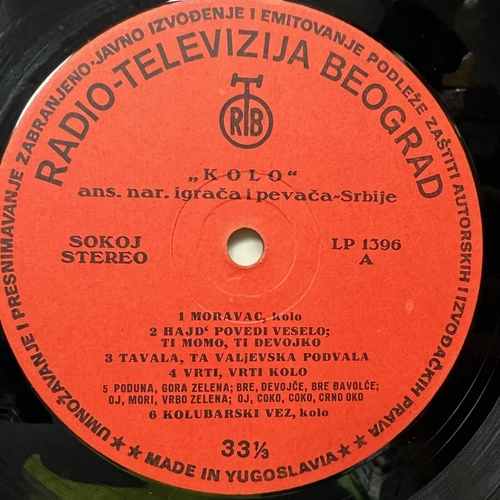 UMNOŽAVANJE I PRESNIMAVANJE ZABRANJENO·JAVNO IZVOĐENJE I EMITOVANJE PODLEŽE ZAŠTITI AUTORSKIH I IZVOĐAČKIH PRAVA
RADIO-TELEVIZIJA BEOGRAD
RTB
„KOLO“
ans. nar. igrača i pevača-Srbije
SOKOJ
STEREO
LP 1396
A
1 MORAVAC, kolo
2 HAJD‘ POVEDI VESELO;
TI MOMO, TI DEVOJKO
3 TAVALA, TA VALjEVSKA PODVALA
4 VRTI, VRTI KOLO
5 PODUNA, GORA ZELENA; BRE, DEVOJČE, BRE ĐAVOLČE;
OJ, MORI, VRBO ZELENA; OJ, COKO, COKO, CRNO OKO
6 KOLUBARSKI VEZ, kolo
33⅓
★★ MADE IN YUGOSLAVIA ★★